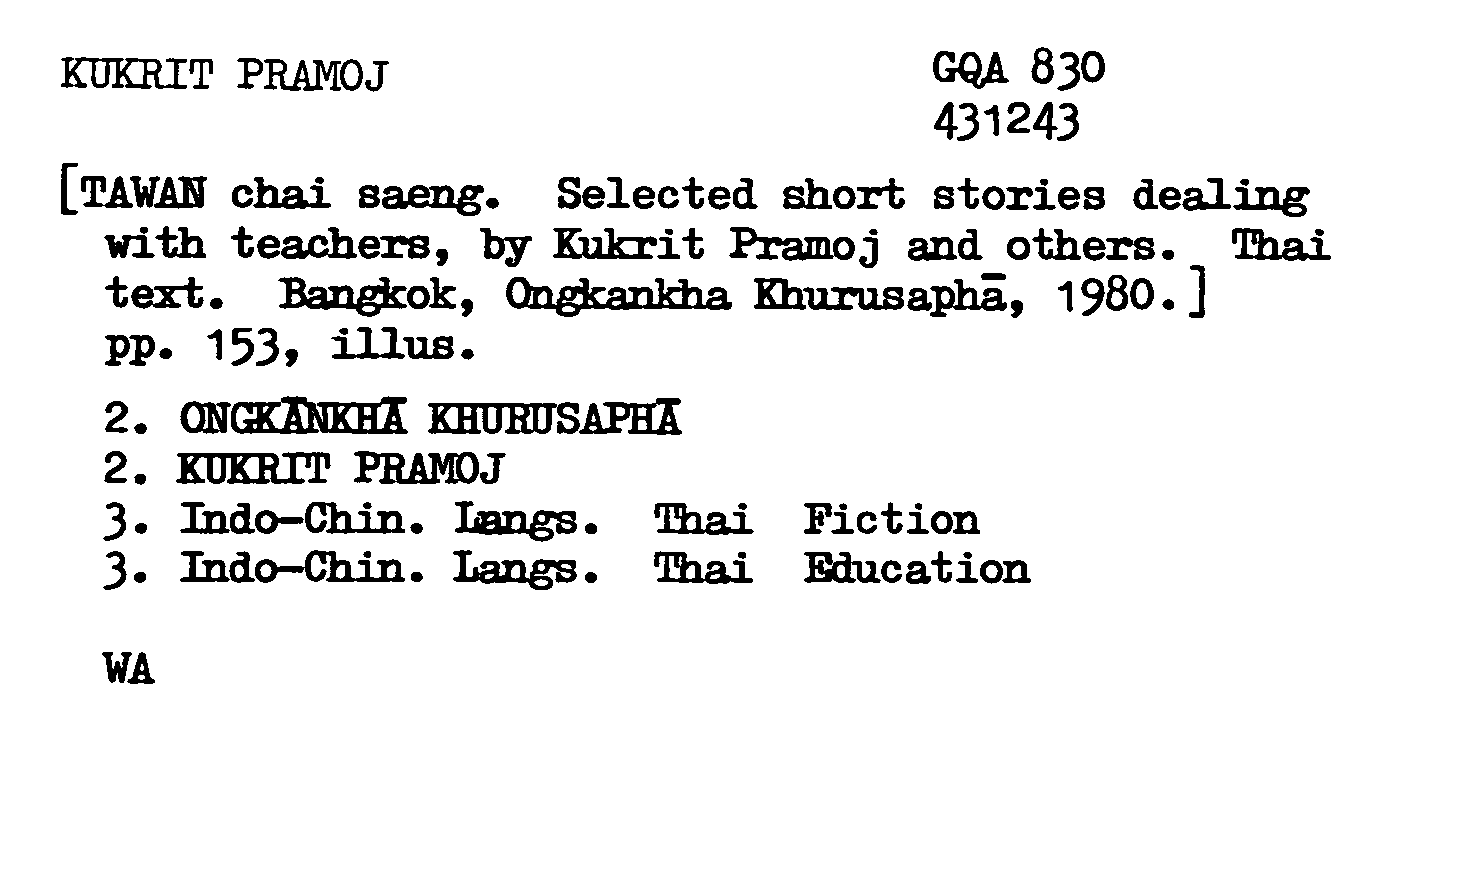 KUKRIT PRAMOJ
GQA 830
431243
[TAWAN chai saeng. Selected short stories dealing
with teachers, by Kukrit Pramoj and others. Thai
text. Bangkok, Ongkankha Khurusaphā, 1980.]
pp. 153, illus.
2. ONGKĀNKHĀ KHURUSAPHĀ
2. KUKRIT PRAMOJ
3. Indo-Chin. Langs. Thai Fiction
3. Indo-Chin. Langs. Thai Education
WA